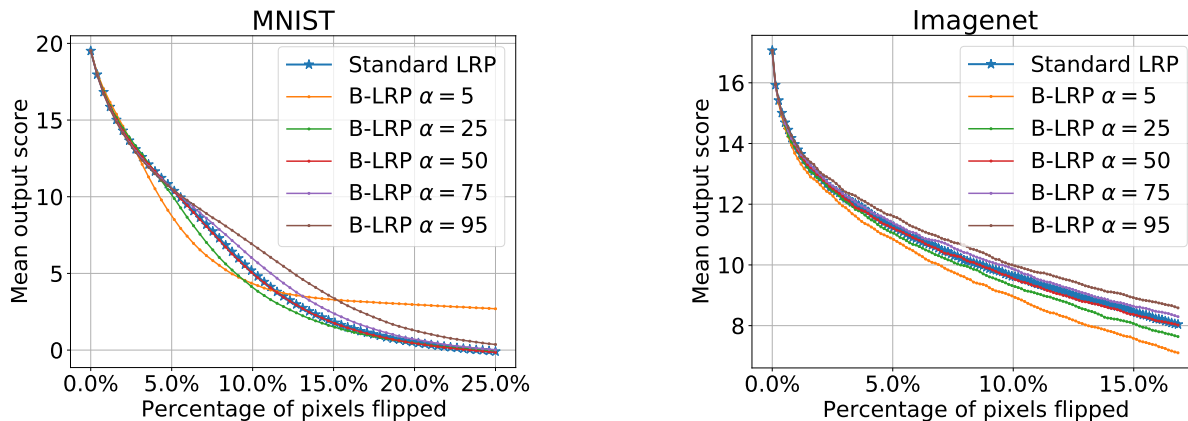 MNIST
20
15
10
5
0
Mean output score
0.0% 5.0% 10.0% 15.0% 20.0% 25.0%
Percentage of pixels flipped
Standard LRP
B-LRP α = 5
B-LRP α = 25
B-LRP α = 50
B-LRP α = 75
B-LRP α = 95
Imagenet
16
14
12
10
8
Mean output score
0.0% 5.0% 10.0% 15.0%
Percentage of pixels flipped
Standard LRP
B-LRP α = 5
B-LRP α = 25
B-LRP α = 50
B-LRP α = 75
B-LRP α = 95